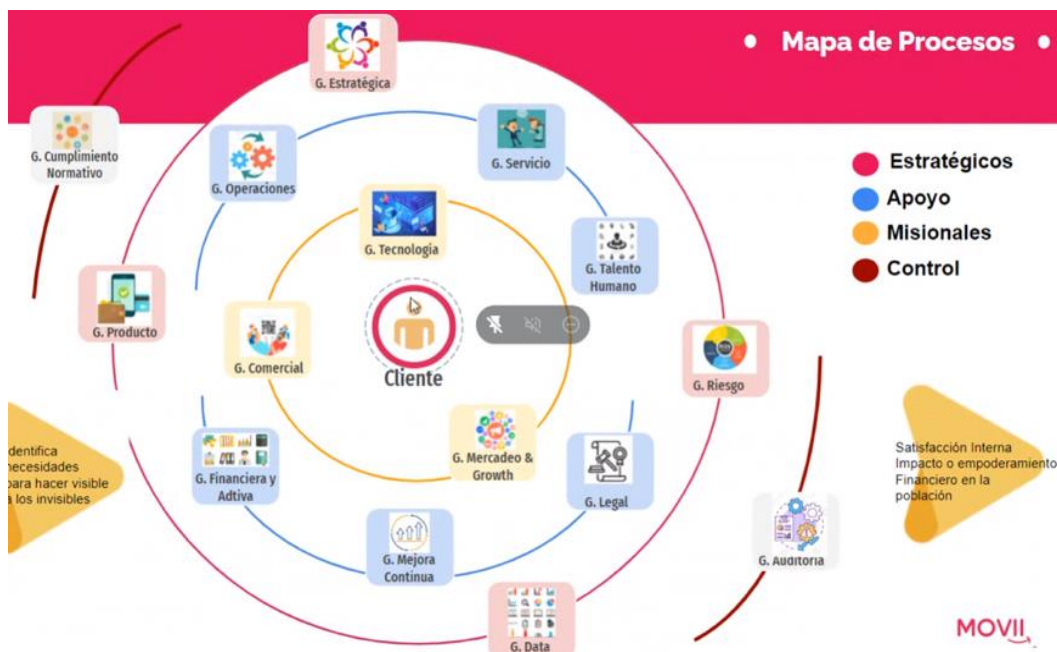 Mapa de Procesos
G. Estratégica
G. Cumplimiento
Normativo
G. Operaciones
G. Servicio
Estratégicos
Apoyo
Misionales
Control
G. Tecnología
G. Talento
Humano
G. Producto
G. Comercial
Cliente
G. Riesgo
G. Financiera y
Adtiva
G. Mercadeo &
Growth
G. Legal
dentifica
necesidades
para hacer visible
a los invisibles
Satisfacción Interna
Impacto o empoderamiento
Financiero en la
población
G. Mejora
Continua
G. Auditoría
G. Data
MOVII